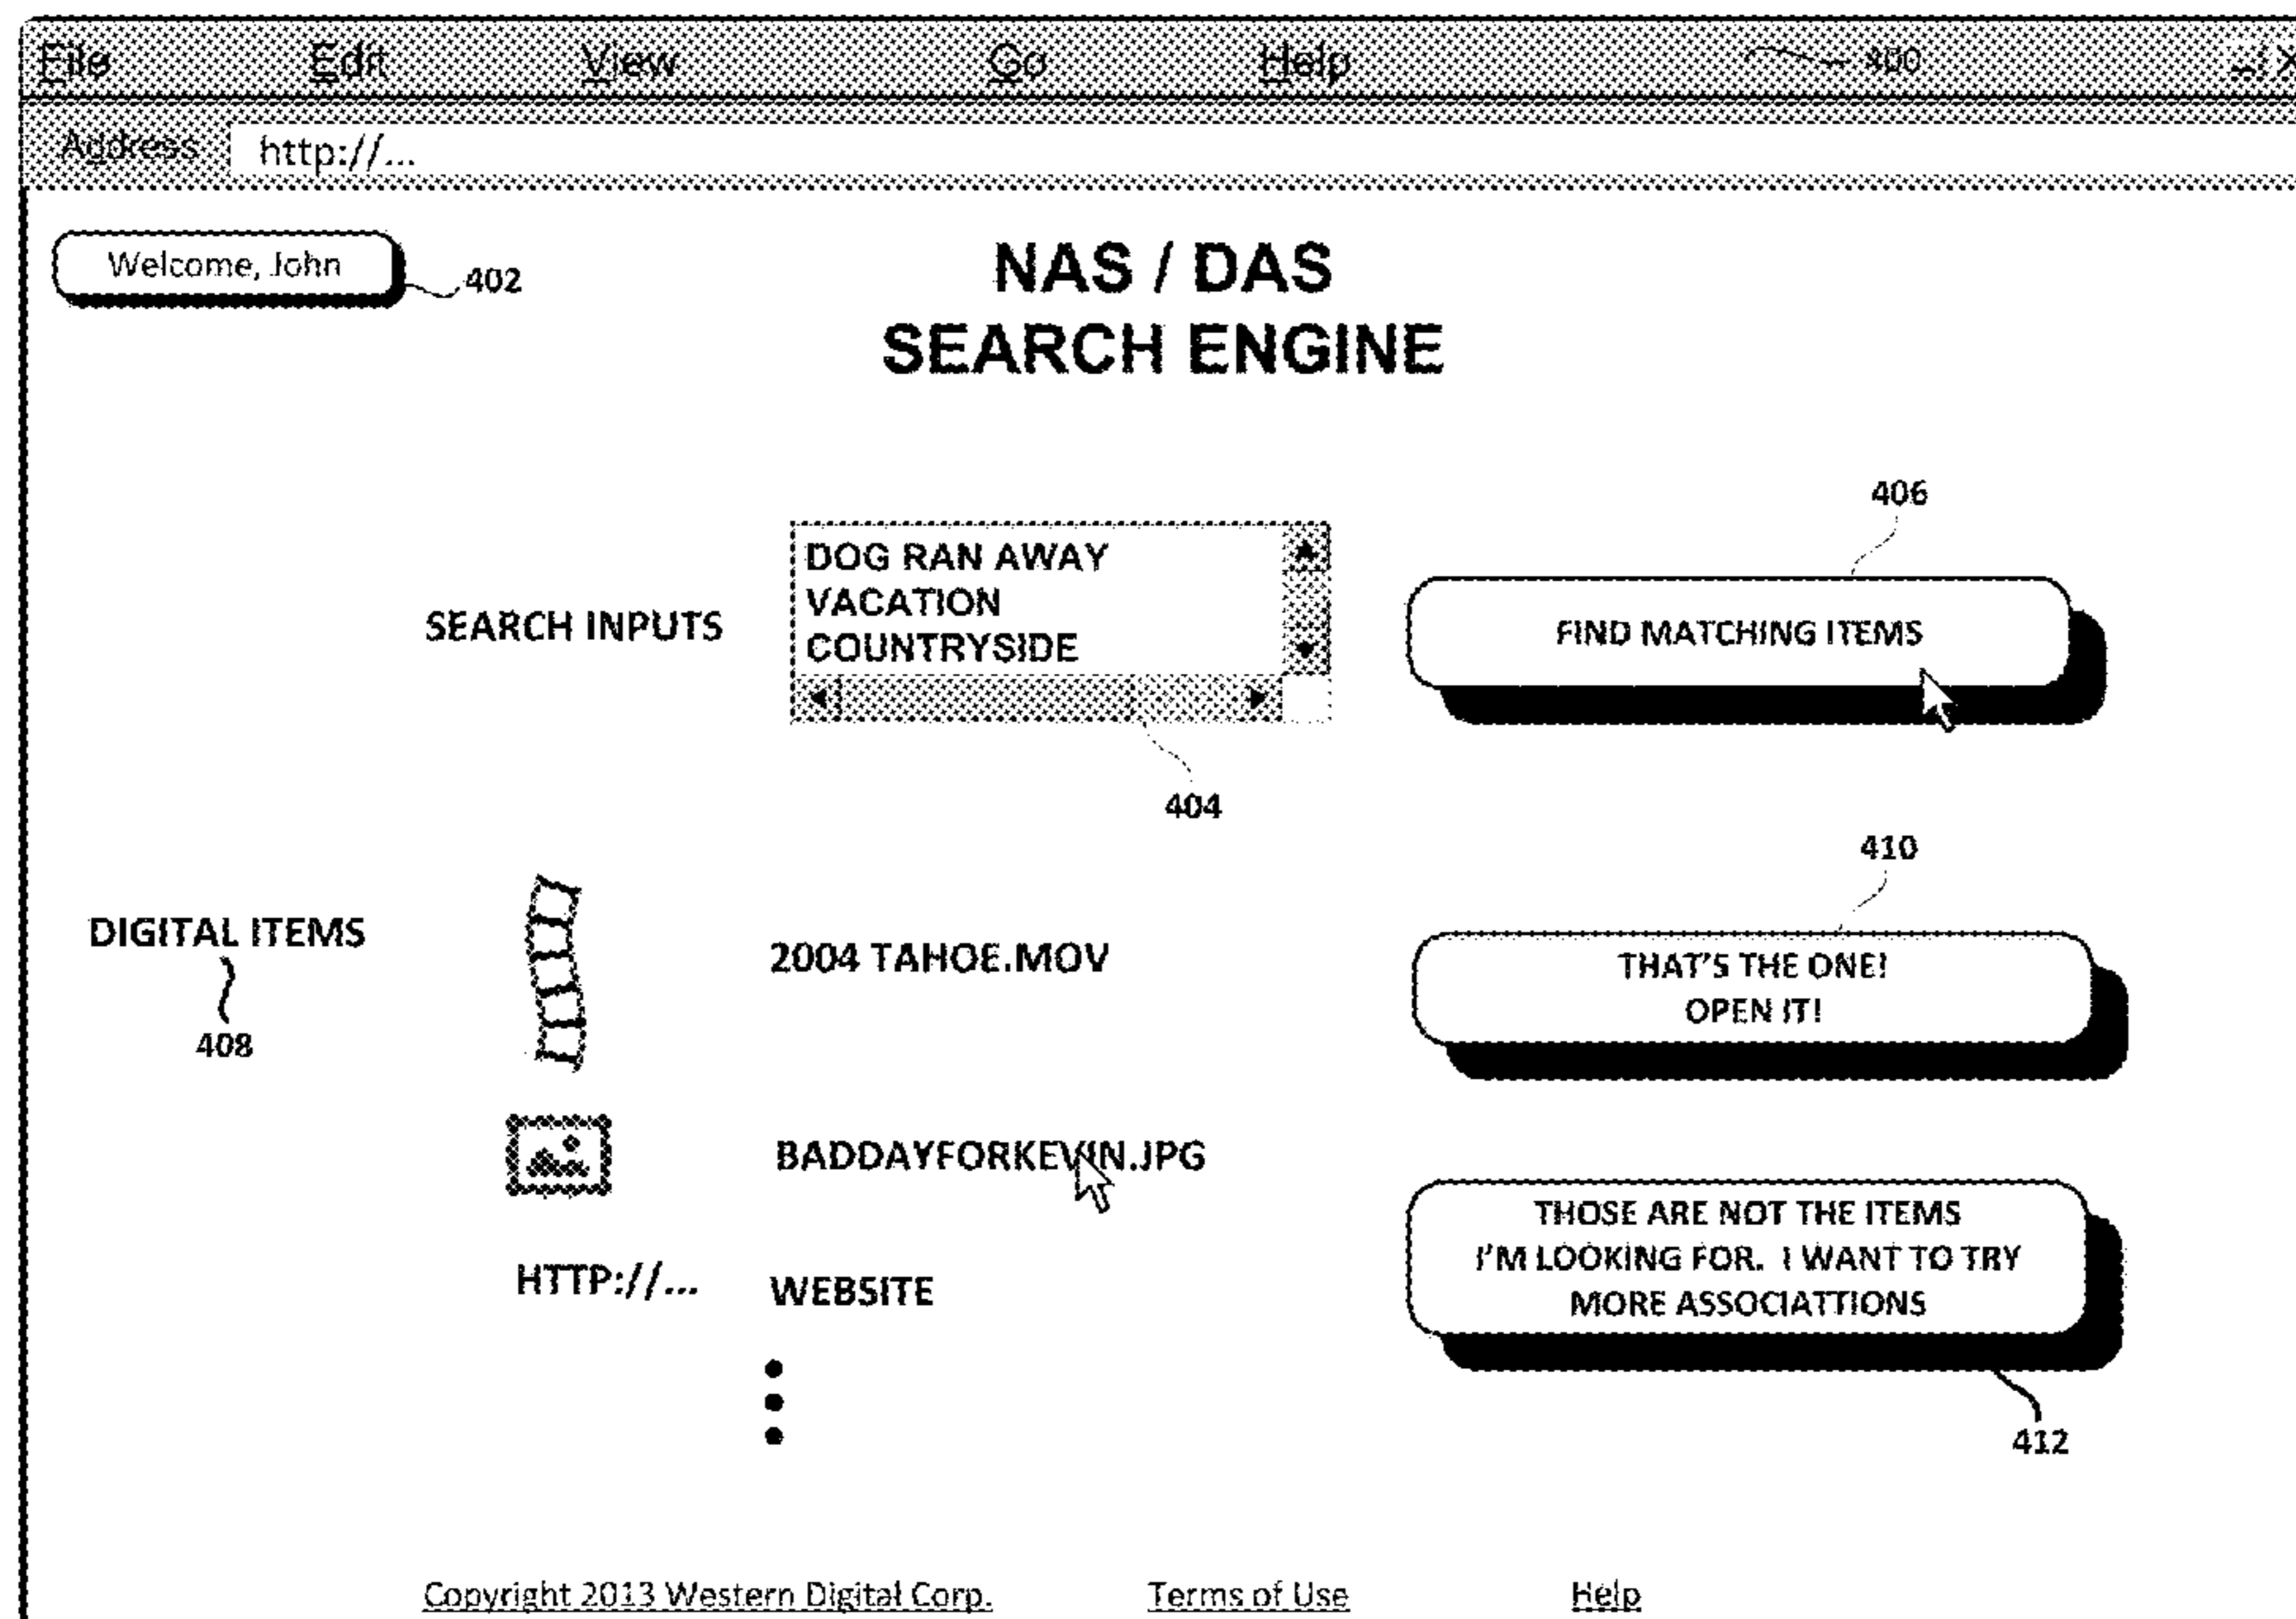 File Edit View Go Help 400 _ X
Address http://...
Welcome, John
402
NAS / DAS
SEARCH ENGINE
406
SEARCH INPUTS
DOG RAN AWAY
VACATION
COUNTRYSIDE
FIND MATCHING ITEMS
404
410
DIGITAL ITEMS
408
2004 TAHOE.MOV
THAT'S THE ONE!
OPEN IT!
BADDAYFORKEVIN.JPG
HTTP://... WEBSITE
THOSE ARE NOT THE ITEMS
I'M LOOKING FOR. I WANT TO TRY
MORE ASSOCIATTIONS
412
Copyright 2013 Western Digital Corp. Terms of Use Help